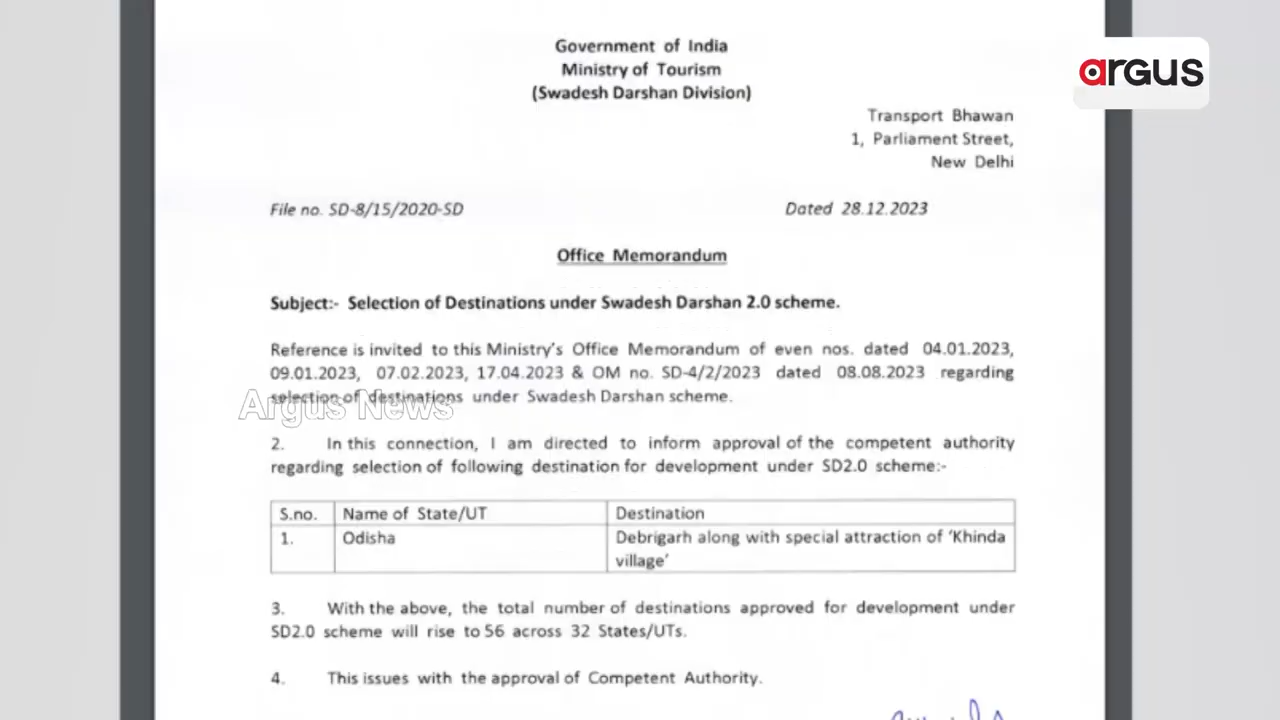 Government of India
Ministry of Tourism
(Swadesh Darshan Division)
argus
Transport Bhawan
1, Parliament Street,
New Delhi
File no. SD-8/15/2020-SD
Dated 28.12.2023
Office Memorandum
Subject:- Selection of Destinations under Swadesh Darshan 2.0 scheme.
Reference is invited to this Ministry's Office Memorandum of even nos. dated 04.01.2023,
09.01.2023, 07.02.2023, 17.04.2023 & OM no. SD-4/2/2023 dated 08.08.2023 regarding
selection of destinations under Swadesh Darshan scheme.
Argus News
2. In this connection, I am directed to inform approval of the competent authority
regarding selection of following destination for development under SD2.0 scheme:-
S.no. Name of State/UT Destination
1. Odisha Debrigarh along with special attraction of 'Khinda
village'
3. With the above, the total number of destinations approved for development under
SD2.0 scheme will rise to 56 across 32 States/UTs.
4. This issues with the approval of Competent Authority.